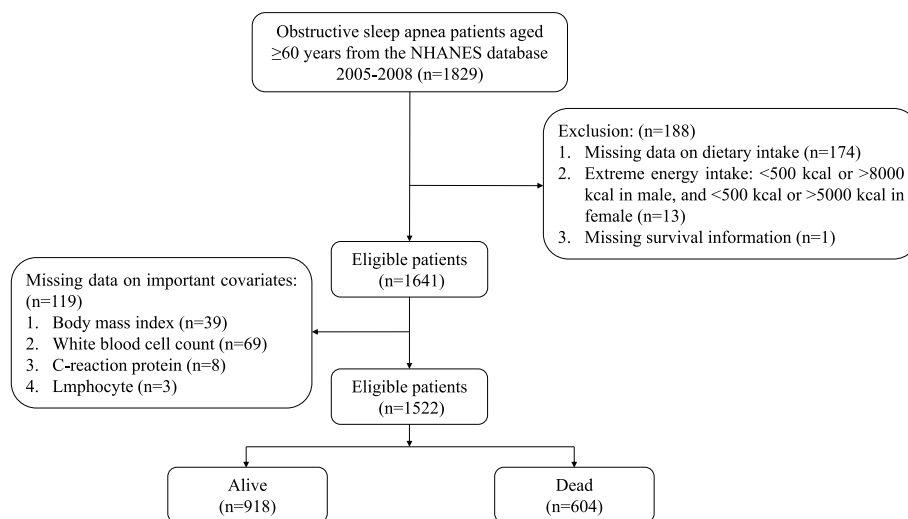 Obstructive sleep apnea patients aged
≥60 years from the NHANES database
2005-2008 (n=1829)
Exclusion: (n=188)
1. Missing data on dietary intake (n=174)
2. Extreme energy intake: <500 kcal or >8000
kcal in male, and <500 kcal or >5000 kcal in
female (n=13)
3. Missing survival information (n=1)
Eligible patients
(n=1641)
Missing data on important covariates:
(n=119)
1. Body mass index (n=39)
2. White blood cell count (n=69)
3. C-reaction protein (n=8)
4. Lmphocyte (n=3)
Eligible patients
(n=1522)
Alive
(n=918)
Dead
(n=604)